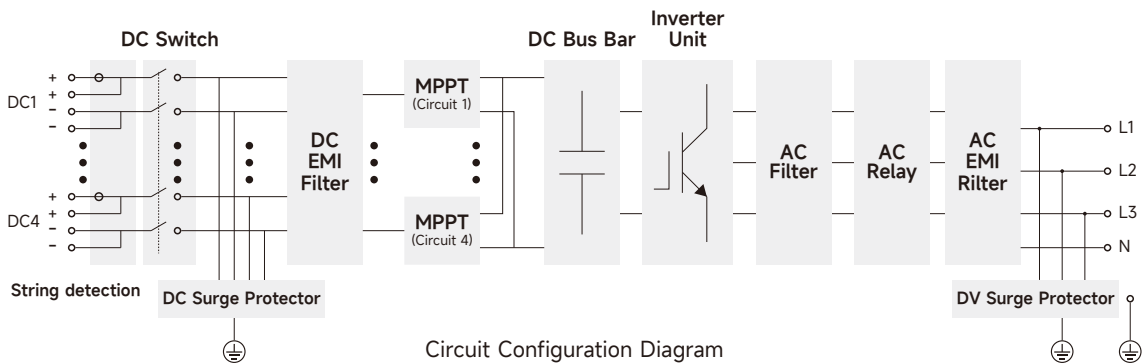 DC Switch
DC Bus Bar
Inverter
Unit
DC1
+
+
-
-
DC4
+
+
-
-
DC
EMI
Filter
MPPT
(Circuit 1)
MPPT
(Circuit 4)
AC
Filter
AC
Relay
AC
EMI
Rilter
L1
L2
L3
N
String detection
DC Surge Protector
DV Surge Protector
Circuit Configuration Diagram